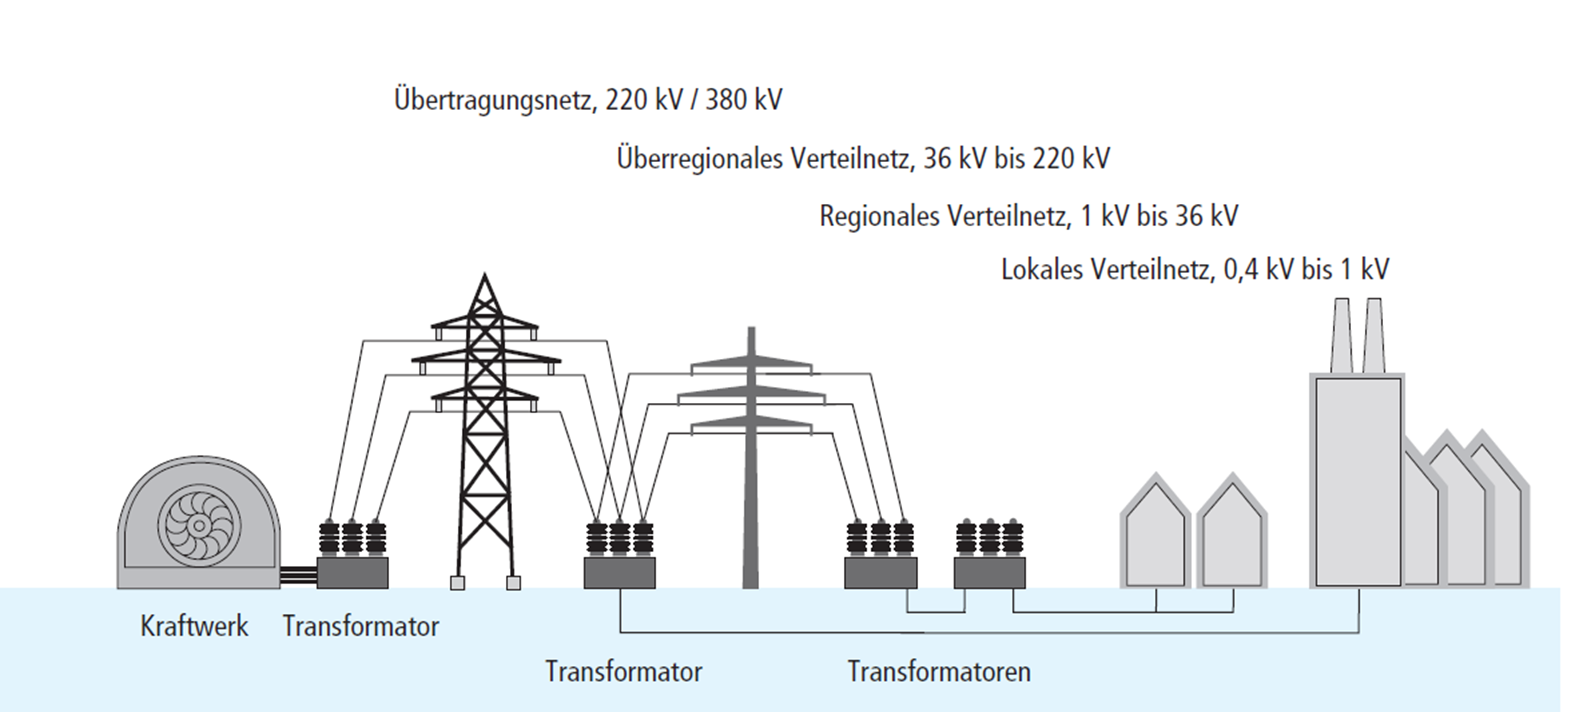 Übertragungsnetz, 220 kV / 380 kV
Überregionales Verteilnetz, 36 kV bis 220 kV
Regionales Verteilnetz, 1 kV bis 36 kV
Lokales Verteilnetz, 0,4 kV bis 1 kV
Kraftwerk
Transformator
Transformator
Transformatoren